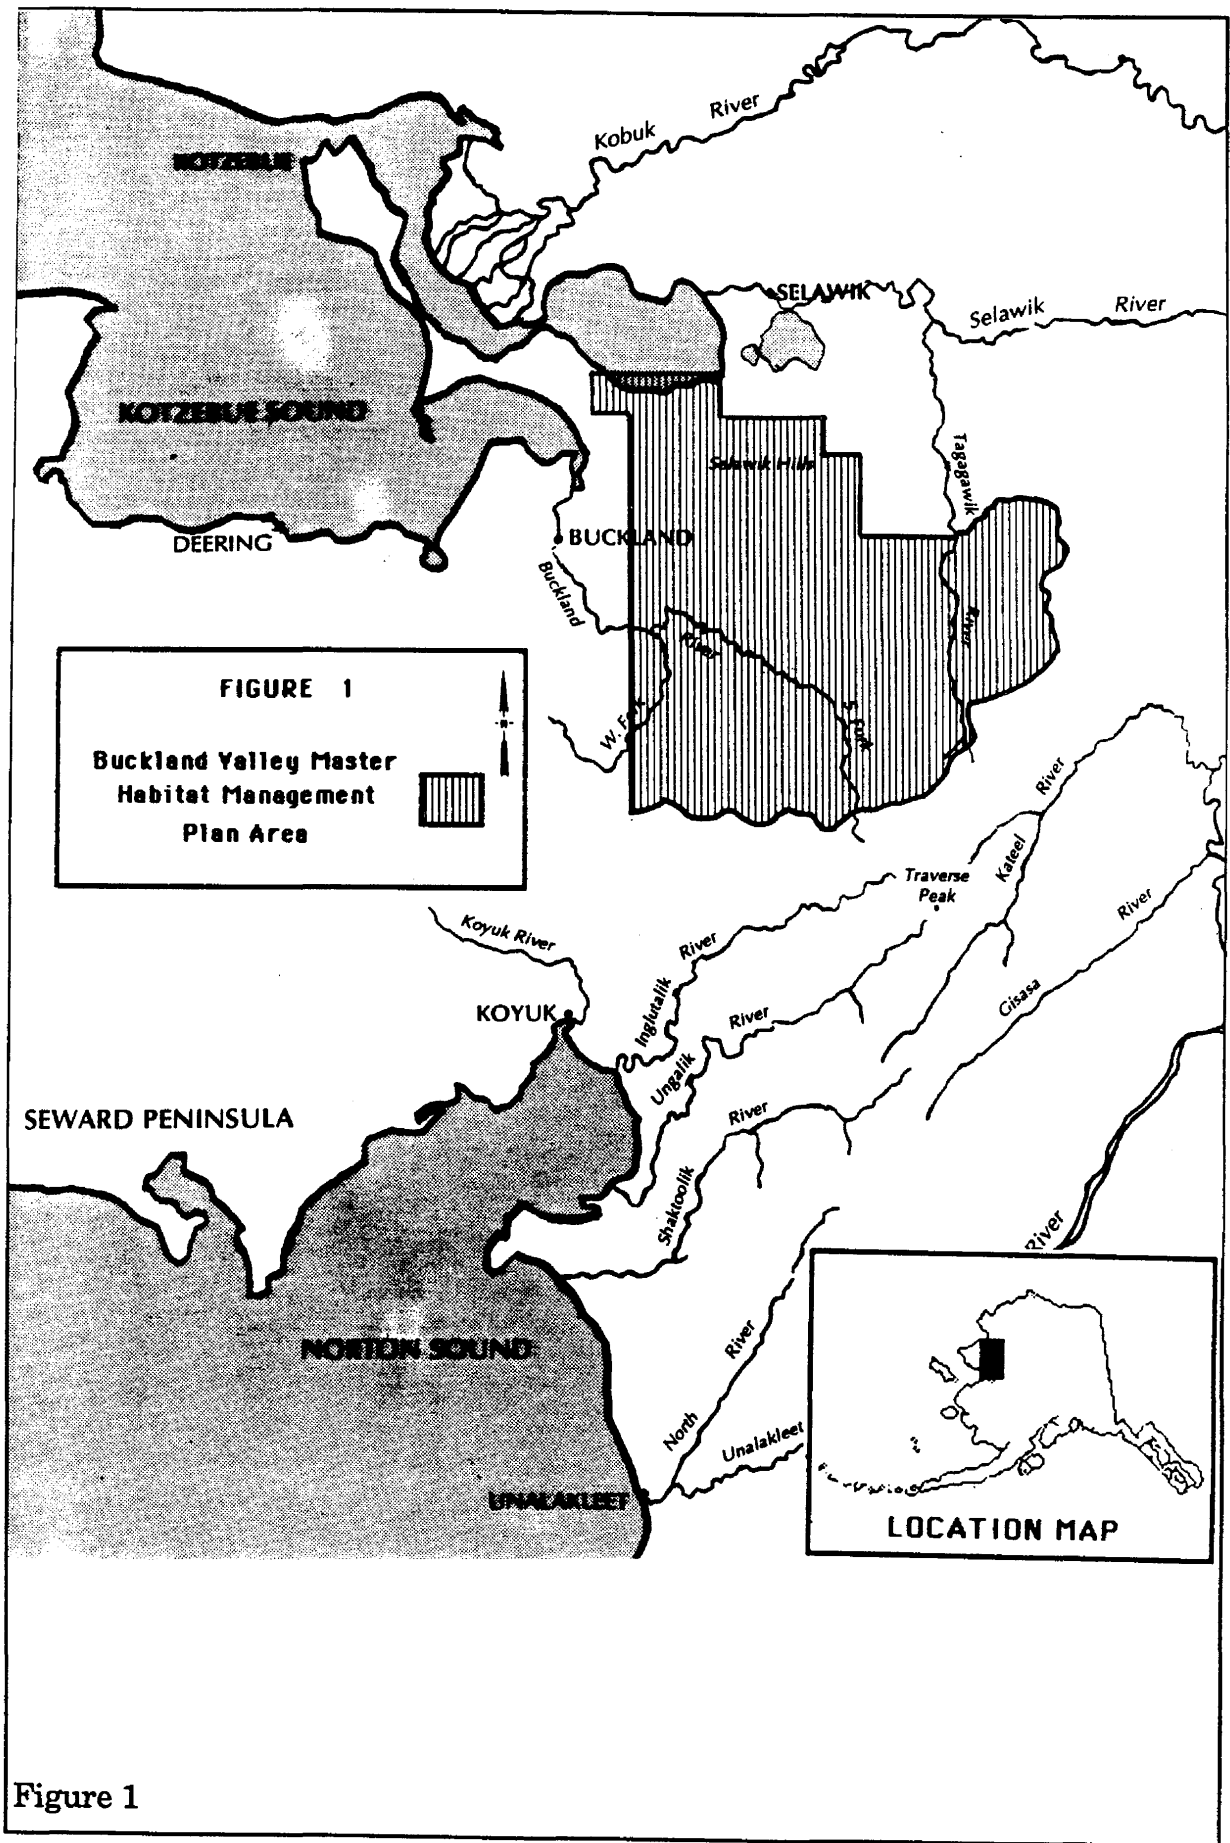 Kobuk River
KOTZEBUE
SELAWIK
Selawik River
KOTZEBUE SOUND
Selawik Hills
Tagagawik River
DEERING
BUCKLAND
Buckland River
W. Fork
S. Fork
FIGURE 1
Buckland Valley Master
Habitat Management
Plan Area
N
Traverse
Peak
Kateel River
Gisasa River
Koyuk River
KOYUK
Inglutalik River
Ungalik River
SEWARD PENINSULA
Shaktoolik River
River
NORTON SOUND
North River
Unalakleet
UNALAKLEET
LOCATION MAP
Figure 1